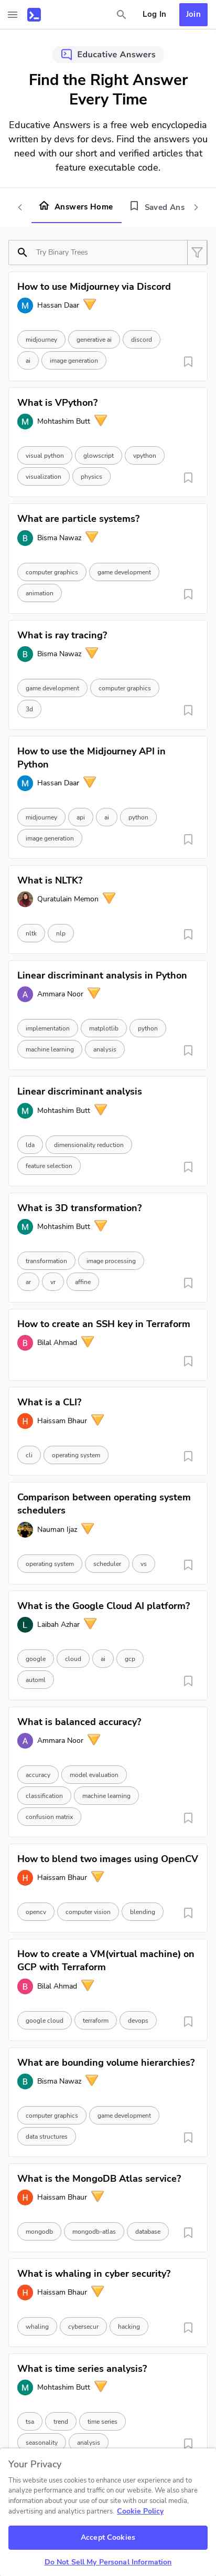 Log In
Join
Educative Answers
Find the Right Answer
Every Time
Educative Answers is a free web encyclopedia
written by devs for devs. Find the answers you
need with our short and verified articles that
feature executable code.
Answers Home
Saved Ans
Try Binary Trees
How to use Midjourney via Discord
M
Hassan Daar
midjourney
generative ai
discord
ai
image generation
What is VPython?
M
Mohtashim Butt
visual python
glowscript
vpython
visualization
physics
What are particle systems?
B
Bisma Nawaz
computer graphics
game development
animation
What is ray tracing?
B
Bisma Nawaz
game development
computer graphics
3d
How to use the Midjourney API in
Python
M
Hassan Daar
midjourney
api
ai
python
image generation
What is NLTK?
Quratulain Memon
nltk
nlp
Linear discriminant analysis in Python
A
Ammara Noor
implementation
matplotlib
python
machine learning
analysis
Linear discriminant analysis
M
Mohtashim Butt
lda
dimensionality reduction
feature selection
What is 3D transformation?
M
Mohtashim Butt
transformation
image processing
ar
vr
affine
How to create an SSH key in Terraform
B
Bilal Ahmad
What is a CLI?
H
Haissam Bhaur
cli
operating system
Comparison between operating system
schedulers
Nauman Ijaz
operating system
scheduler
vs
What is the Google Cloud AI platform?
L
Laibah Azhar
google
cloud
ai
gcp
automl
What is balanced accuracy?
A
Ammara Noor
accuracy
model evaluation
classification
machine learning
confusion matrix
How to blend two images using OpenCV
H
Haissam Bhaur
opencv
computer vision
blending
How to create a VM(virtual machine) on
GCP with Terraform
B
Bilal Ahmad
google cloud
terraform
devops
What are bounding volume hierarchies?
B
Bisma Nawaz
computer graphics
game development
data structures
What is the MongoDB Atlas service?
H
Haissam Bhaur
mongodb
mongodb-atlas
database
What is whaling in cyber security?
H
Haissam Bhaur
whaling
cybersecur
hacking
What is time series analysis?
M
Mohtashim Butt
tsa
trend
time series
seasonality
analysis
Your Privacy
This website uses cookies to enhance user experience and to
analyze performance and traffic on our website. We also share
information about your use of our site with our social media,
advertising and analytics partners. Cookie Policy
Accept Cookies
Do Not Sell My Personal Information